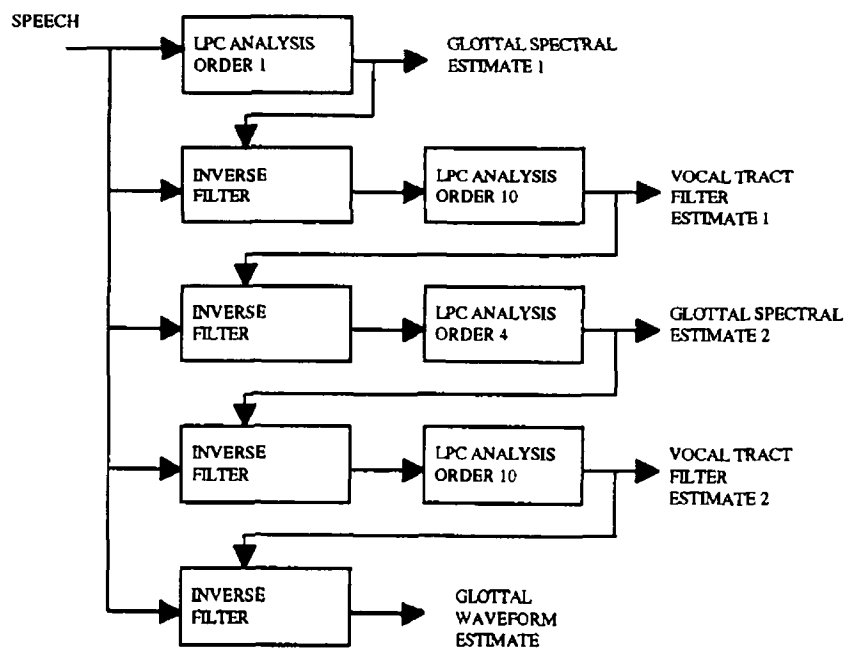 SPEECH
LPC ANALYSIS
ORDER 1
GLOTTAL SPECTRAL
ESTIMATE 1
INVERSE
FILTER
LPC ANALYSIS
ORDER 10
VOCAL TRACT
FILTER
ESTIMATE 1
INVERSE
FILTER
LPC ANALYSIS
ORDER 4
GLOTTAL SPECTRAL
ESTIMATE 2
INVERSE
FILTER
LPC ANALYSIS
ORDER 10
VOCAL TRACT
FILTER
ESTIMATE 2
INVERSE
FILTER
GLOTTAL
WAVEFORM
ESTIMATE